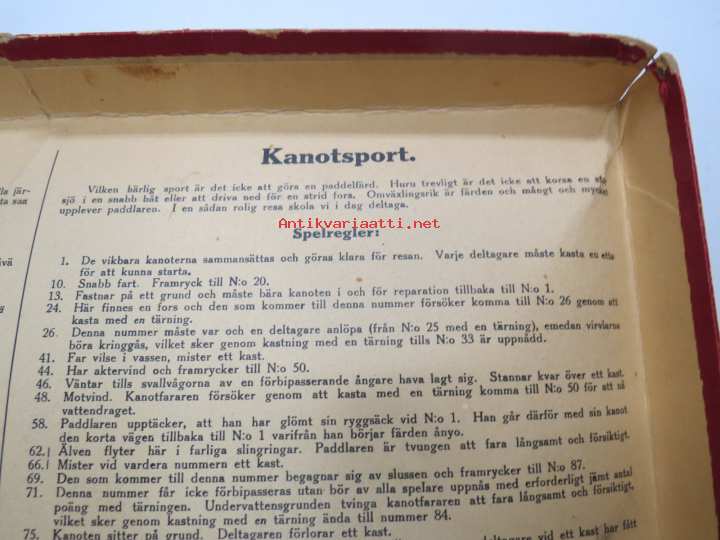 Kanotsport.
Vilken härlig sport är det icke att göra en paddelfärd. Huru trevligt är det icke att korsa en
sjö i en snabb båt eller att driva ned för en strid fors. Omväxlingsrik är färden och mångt och mycket
upplever paddlaren. I en sådan rolig resa skola vi i dag deltaga.
Antikvariaatti.net
Spelregler:
1. De vikbara kanoterna sammansättas och göras klara för resan. Varje deltagare måste kasta en etta
för att kunna starta.
10. Snabb fart. Framryck till N:o 20.
13. Fastnar på ett grund och måste bära kanoten i och för reparation tillbaka till N:o 1.
24. Här finnes en fors och den som kommer till denna nummer försöker komma till N:o 26 genom att
kasta med en tärning.
26. Denna nummer måste var och en deltagare anlöpa (från N:o 25 med en tärning), emedan virvlarna
böra kringgås, vilket sker genom kastning med en tärning tills N:o 33 är uppnådd.
41. Far vilse i vassen, mister ett kast.
44. Har aktervind och framrycker till N:o 50.
46. Väntar tills svallvågorna av en förbipasserande ångare hava lagt sig. Stannar kvar över ett kast.
48. Motvind. Kanotfararen försöker genom att kasta med en tärning komma till N:o 50 för att nå
vattendraget.
58. Paddlaren upptäcker, att han har glömt sin ryggsäck vid N:o 1. Han går därför med sin kanot
den korta vägen tillbaka till N:o 1 varifrån han börjar färden ånyo.
62. Älven flyter här i farliga slingringar. Paddlaren är tvungen att fara långsamt och försiktigt.
66. Mister vid vardera nummern ett kast.
69. Den som kommer till denna nummer begagnar sig av slussen och framrycker till N:o 87.
71. Denna nummer får icke förbipasseras utan bör av alla spelare uppnås med erforderligt jämt antal
poäng med tärningen. Undervattensgrunden tvinga kanotfararen att fara långsamt och försiktigt,
vilket sker genom kastning med en tärning ända till nummer 84.
75. Kanoten sitter på grund. Deltagaren förlorar ett kast.
deltagarna vid ett kast har fått